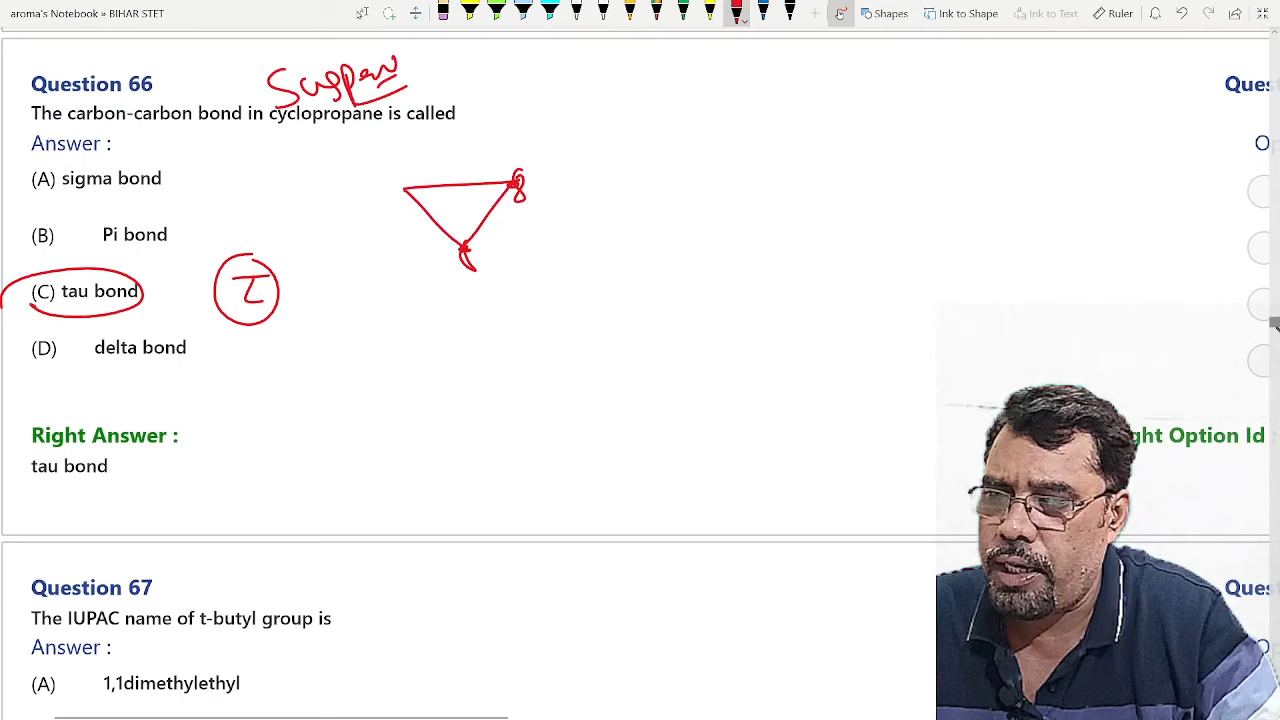 arorra's Notebook » BIHAR STET
Shapes
Ink to Shape
Ink to Text
Ruler
Question 66
The carbon-carbon bond in cyclopropane is called
Answer :
(A) sigma bond
(B) Pi bond
(C) tau bond
τ
(D) delta bond
Right Answer :
tau bond
Ques
O
ght Option Id
Question 67
The IUPAC name of t-butyl group is
Answer :
(A) 1,1dimethylethyl
Ques